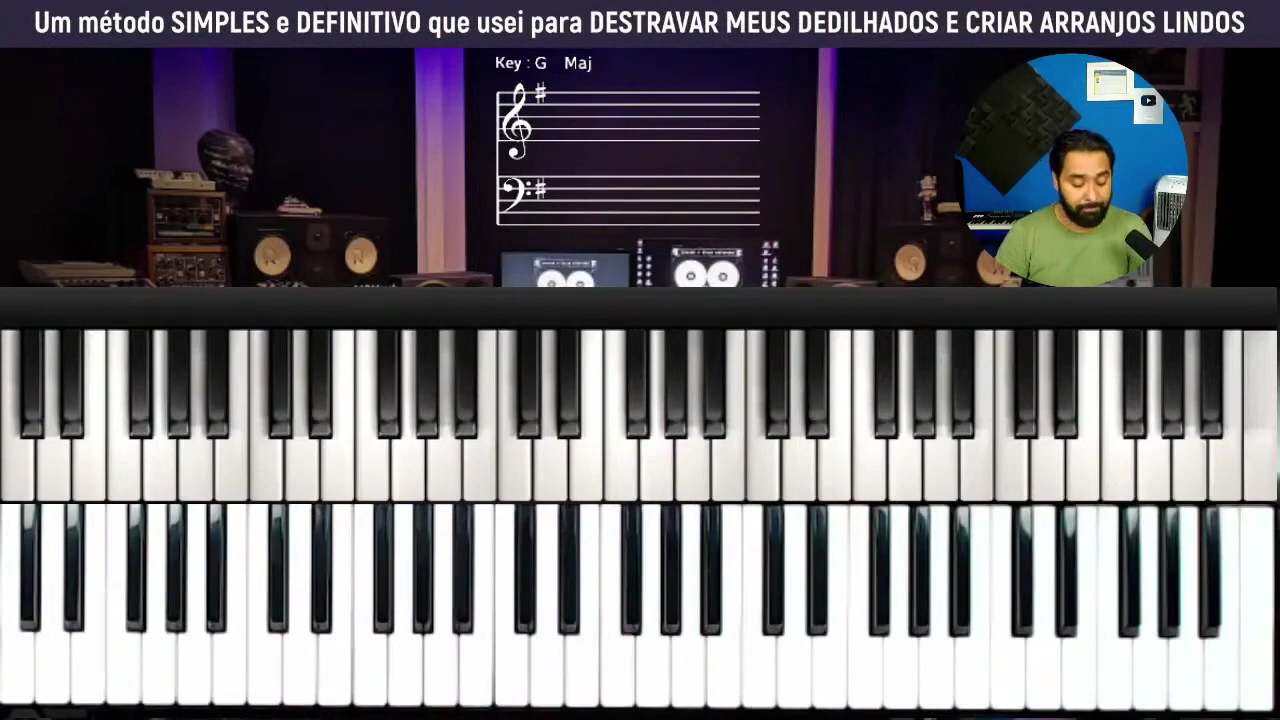 Um método SIMPLES e DEFINITIVO que usei para DESTRAVAR MEUS DEDILHADOS E CRIAR ARRANJOS LINDOS
Key : G Maj